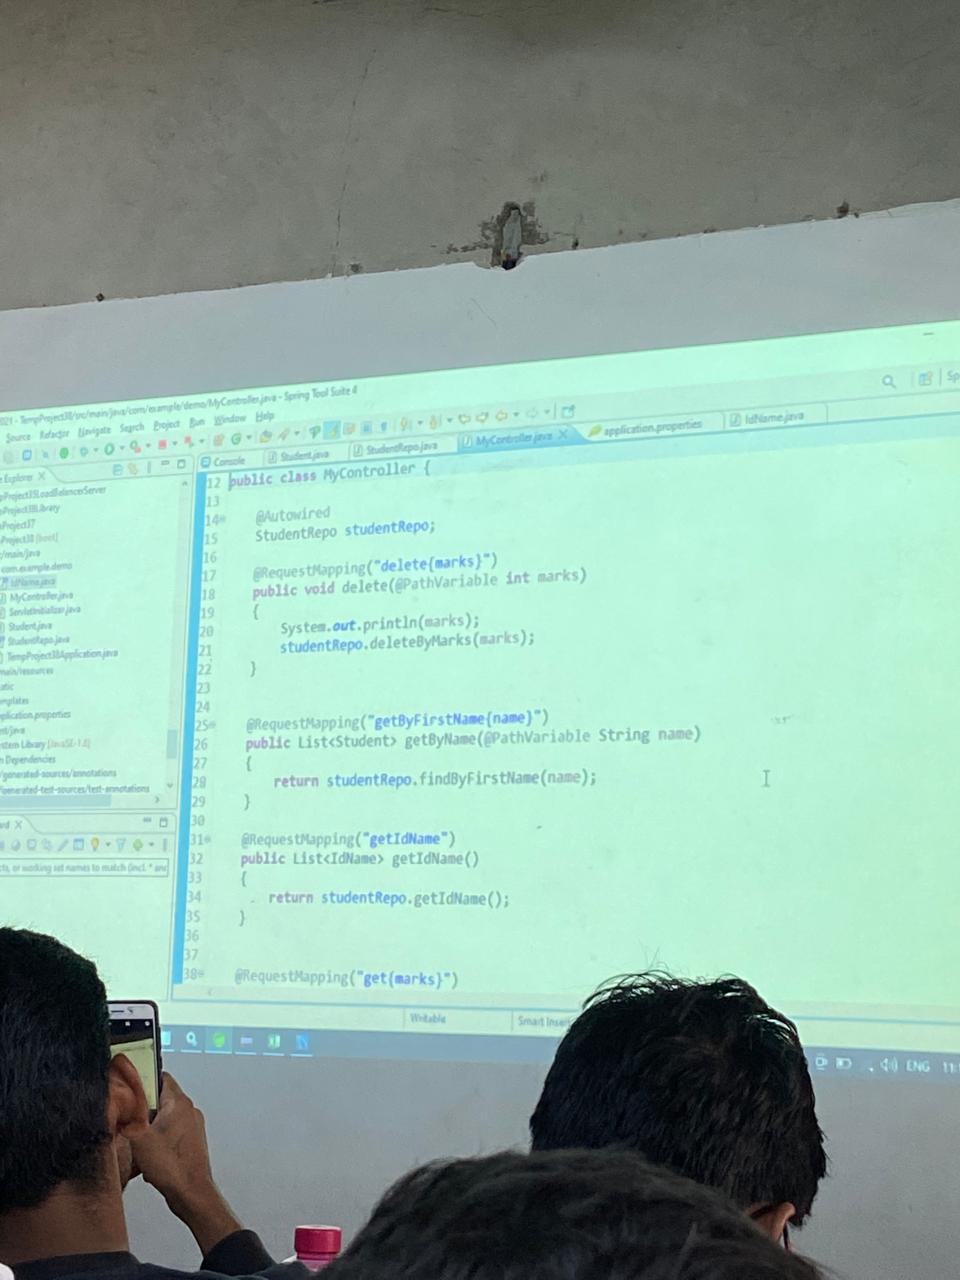 TempProject38/src/main/java/com/example/demo/MyController.java - Spring Tool Suite 4
Source Refactor Navigate Search Project Run Window Help
Explorer
Console
Student.java
StudentRepo.java
MyController.java
application.properties
IdName.java
pProject35LoadBalancerServer
Project37
Project38 [boot]
/main/java
com.example.demo
IdName.java
MyController.java
ServletInitializer.java
Student.java
StudentRepo.java
TempProject38Application.java
main/resources
atic
mplates
plication.properties
st/java
stem Library [JavaSE-1.8]
n Dependencies
/generated-sources/annotations
/generated-test-sources/test-annotations
cts, or working set names to match (incl. * and
12 public class MyController {
13
14 @Autowired
15 StudentRepo studentRepo;
16
17 @RequestMapping("delete{marks}")
18 public void delete(@PathVariable int marks)
19 {
20 System.out.println(marks);
21 studentRepo.deleteByMarks(marks);
22 }
23
24
25 @RequestMapping("getByFirstName{name}")
26 public List<Student> getByName(@PathVariable String name)
27 {
28 return studentRepo.findByFirstName(name);
29 }
30
31 @RequestMapping("getIdName")
32 public List<IdName> getIdName()
33 {
34 return studentRepo.getIdName();
35 }
36
37
38 @RequestMapping("get{marks}")
Writable
Smart Inse
ENG